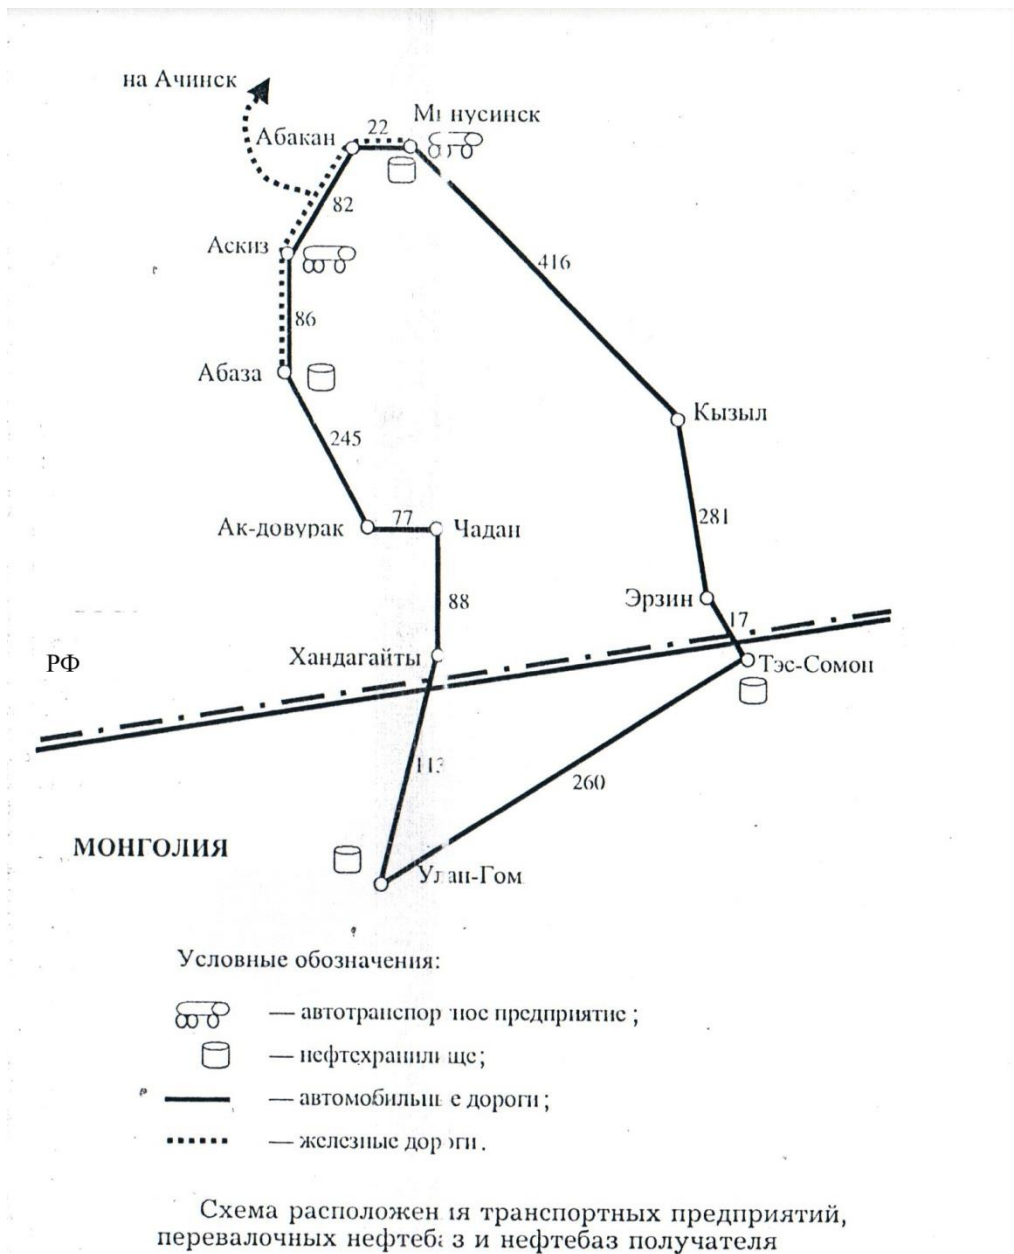 на Ачинск
Абакан
22
Минусинск
82
Аскиз
416
86
Абаза
245
Кызыл
Ак-довурак
77
Чадан
281
88
Эрзин
17
Хандагайты
РФ
Тэс-Сомон
113
260
МОНГОЛИЯ
Улан-Гом
Условные обозначения:
— автотранспортное предприятие;
— нефтехранилище;
— автомобильные дороги;
— железные дороги.
Схема расположения транспортных предприятий,
перевалочных нефтебаз и нефтебаз получателя